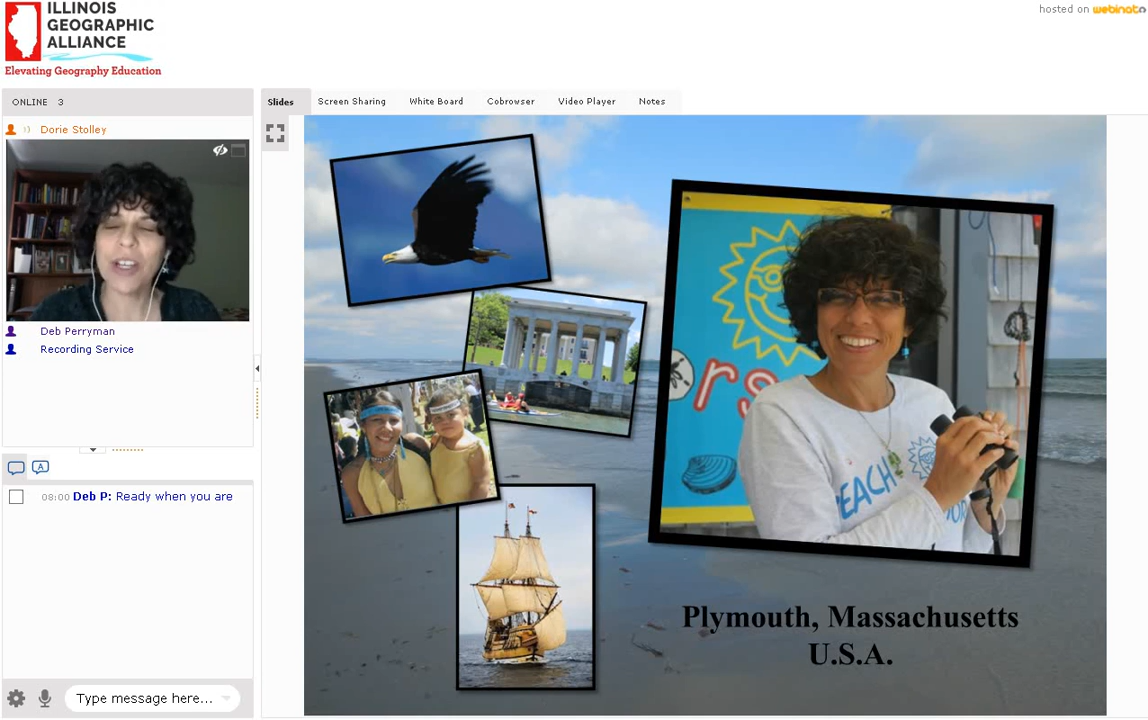 ILLINOIS
GEOGRAPHIC
ALLIANCE
Elevating Geography Education
hosted on webinato
ONLINE 3
Dorie Stolley
Deb Perryman
Recording Service
08:00 Deb P: Ready when you are
Type message here...
Slides Screen Sharing White Board Cobrowser Video Player Notes
ors
BEACH
Plymouth, Massachusetts
U.S.A.